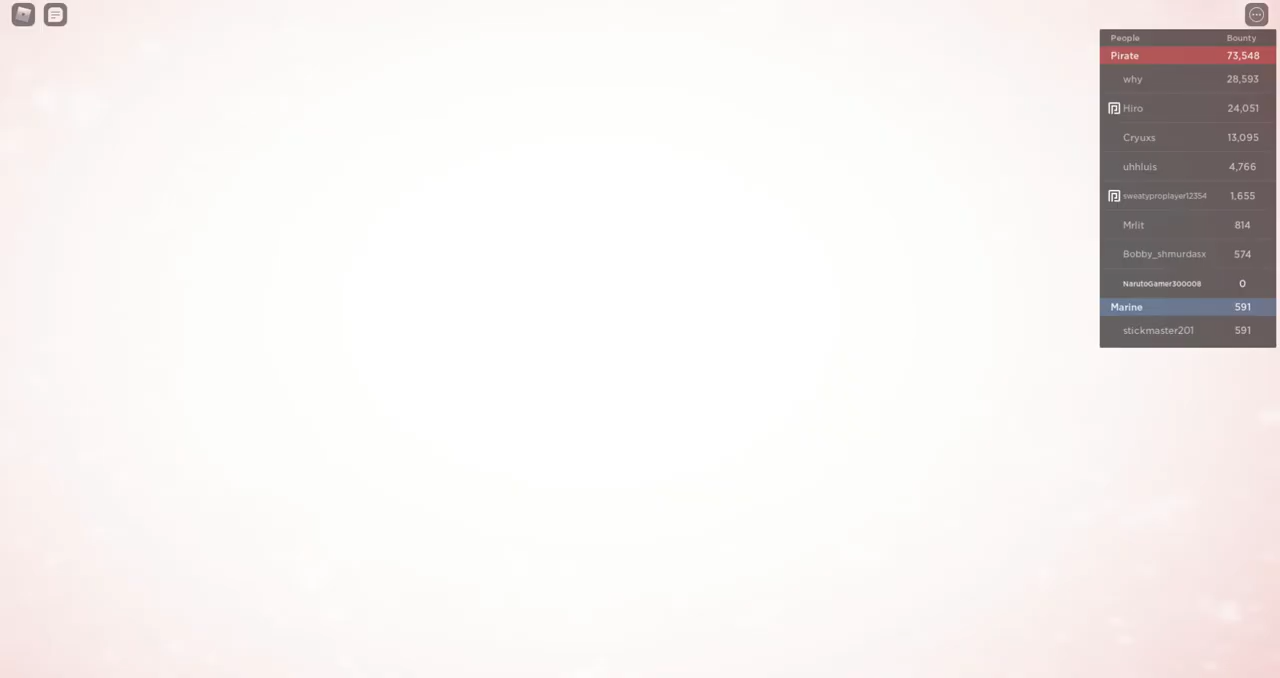 People Bounty
Pirate 73,548
why 28,593
Hiro 24,051
Cryuxs 13,095
uhhluis 4,766
sweatyproplayer12354 1,655
Mrlit 814
Bobby_shmurdasx 574
NarutoGamer300008 0
Marine 591
stickmaster201 591